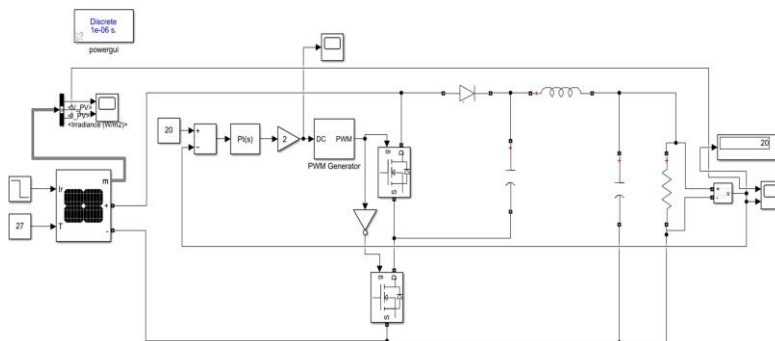 Discrete
1e-06 s.
powergui
<V_PV>
<I_PV>
<Irradiance (W/m2)>
20
+
−
PI(s)
2
DC
PWM
PWM Generator
g
D
S
20
Ir
m
+
27
T
-
+
+
+
+
-
v
g
D
S